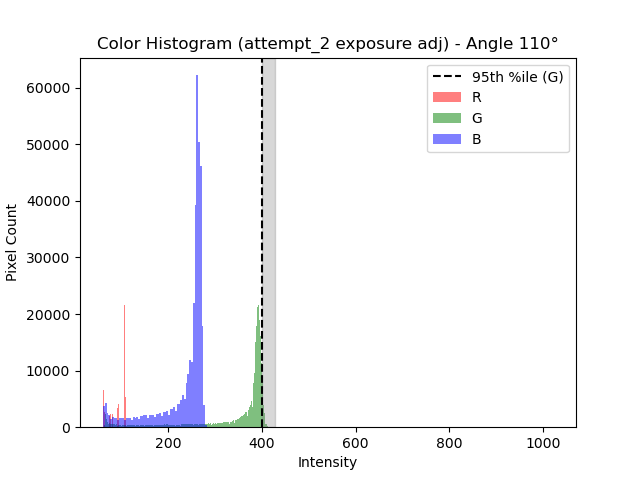 Color Histogram (attempt_2 exposure adj) - Angle 110°
95th %ile (G)
R
G
B
Pixel Count
60000
50000
40000
30000
20000
10000
0
200 400 600 800 1000
Intensity